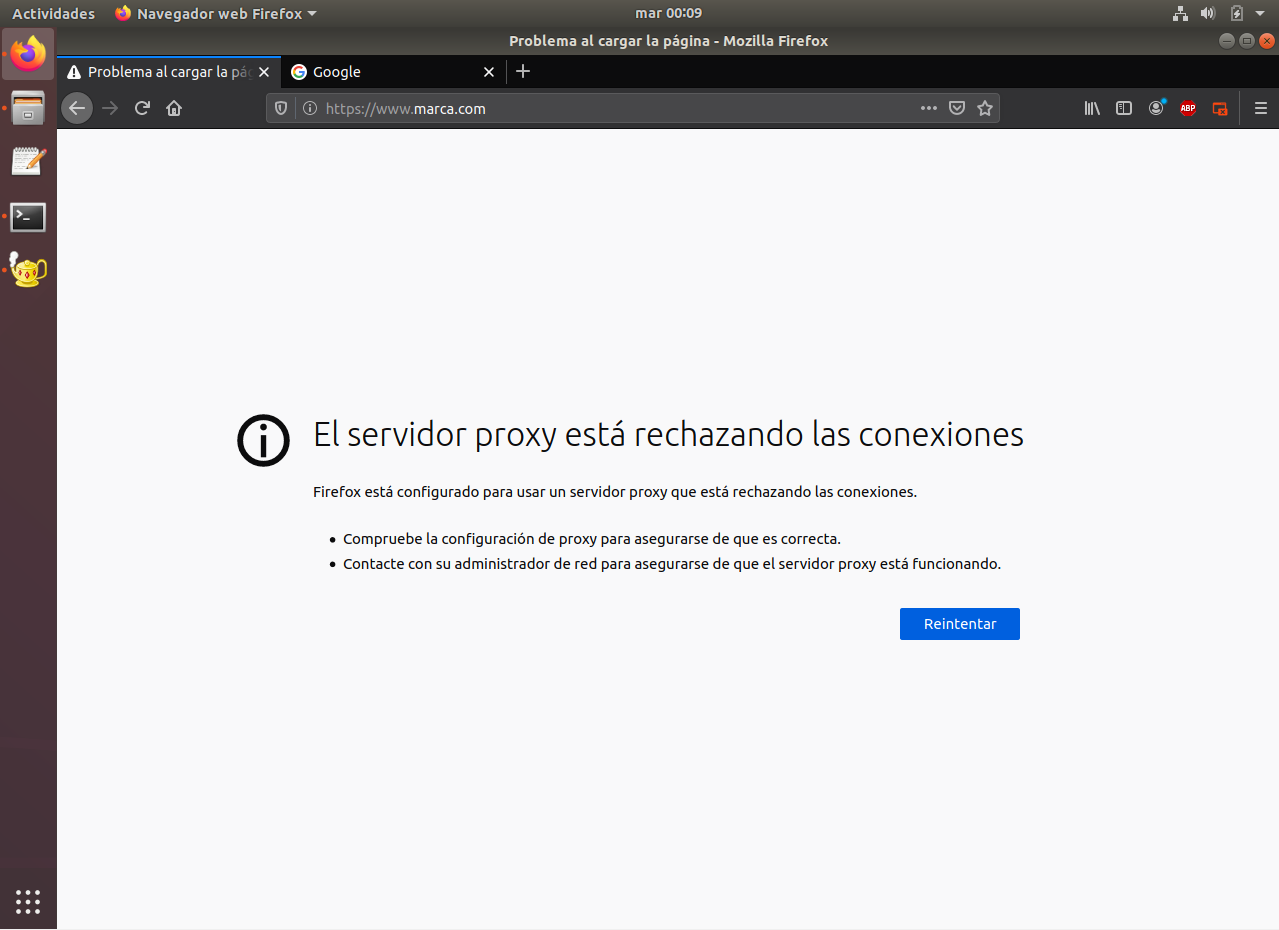 Actividades Navegador web Firefox mar 00:09
Problema al cargar la página - Mozilla Firefox
Problema al cargar la pág Google
https://www.marca.com ABP
El servidor proxy está rechazando las conexiones
Firefox está configurado para usar un servidor proxy que está rechazando las conexiones.
Compruebe la configuración de proxy para asegurarse de que es correcta.
Contacte con su administrador de red para asegurarse de que el servidor proxy está funcionando.
Reintentar